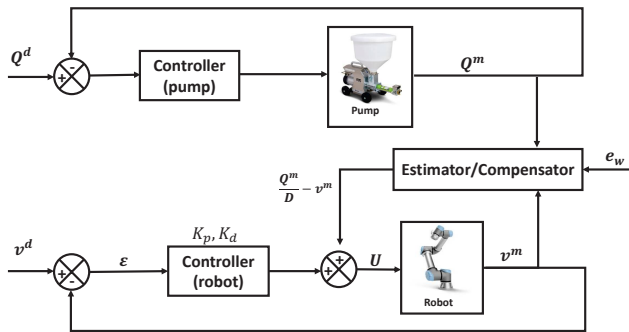 Q^d
+
-
Controller
(pump)
Pump
Q^m
Estimator/Compensator
e_w
Q^m/D - v^m
v^d
+
-
ε
K_p, K_d
Controller
(robot)
+
+
U
Robot
v^m